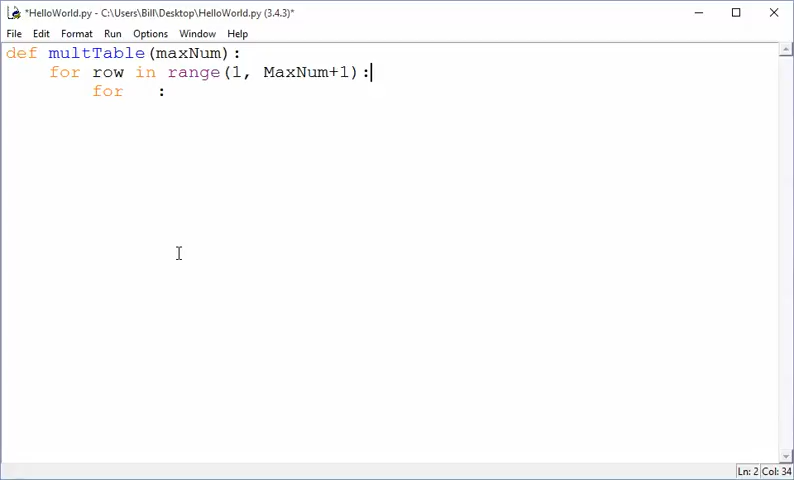 *HelloWorld.py - C:\Users\Bill\Desktop\HelloWorld.py (3.4.3)*
File Edit Format Run Options Window Help
def multTable(maxNum):
    for row in range(1, MaxNum+1):
        for   :
Ln: 2 Col: 34